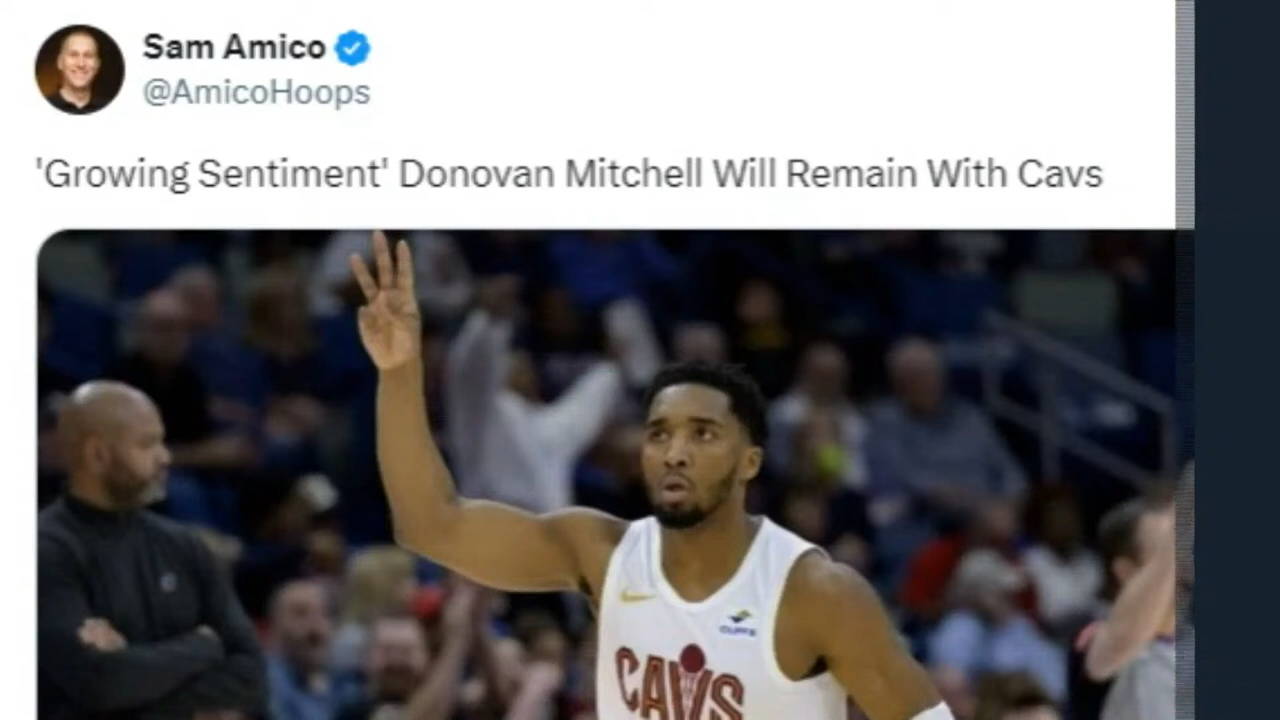 Sam Amico
@AmicoHoops
'Growing Sentiment' Donovan Mitchell Will Remain With Cavs
CAVS